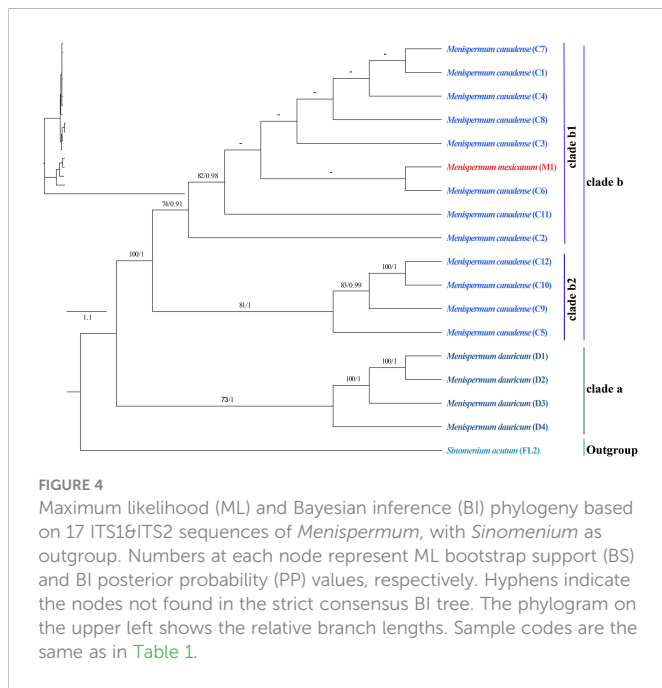 Menispermum canadense (C7)
Menispermum canadense (C1)
-
Menispermum canadense (C4)
-
Menispermum canadense (C8)
-
Menispermum canadense (C3)
-
Menispermum mexicanum (M1)
-
Menispermum canadense (C6)
82/0.98
Menispermum canadense (C11)
74/0.91
Menispermum canadense (C2)
100/1
Menispermum canadense (C12)
100/1
Menispermum canadense (C10)
83/0.99
Menispermum canadense (C9)
81/1
Menispermum canadense (C5)
1.1
Menispermum dauricum (D1)
100/1
Menispermum dauricum (D2)
100/1
Menispermum dauricum (D3)
73/1
Menispermum dauricum (D4)
Sinomenium acutum (FL2)
clade b1
clade b2
clade b
clade a
Outgroup
FIGURE 4
Maximum likelihood (ML) and Bayesian inference (BI) phylogeny based
on 17 ITS1&ITS2 sequences of Menispermum, with Sinomenium as
outgroup. Numbers at each node represent ML bootstrap support (BS)
and BI posterior probability (PP) values, respectively. Hyphens indicate
the nodes not found in the strict consensus BI tree. The phylogram on
the upper left shows the relative branch lengths. Sample codes are the
same as in Table 1.